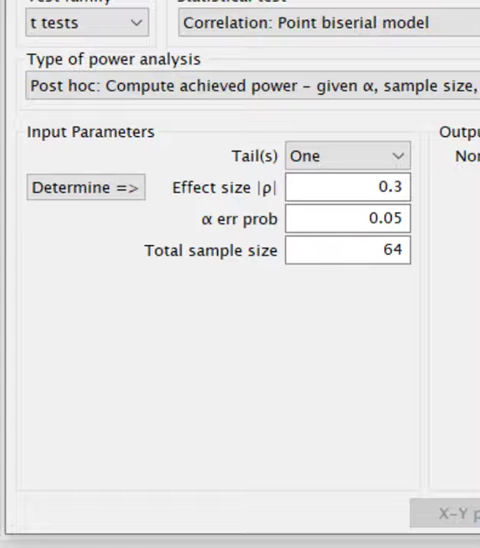 t tests
Correlation: Point biserial model
Type of power analysis
Post hoc: Compute achieved power – given α, sample size,
Input Parameters
Tail(s) One
Determine => Effect size |ρ| 0.3
α err prob 0.05
Total sample size 64